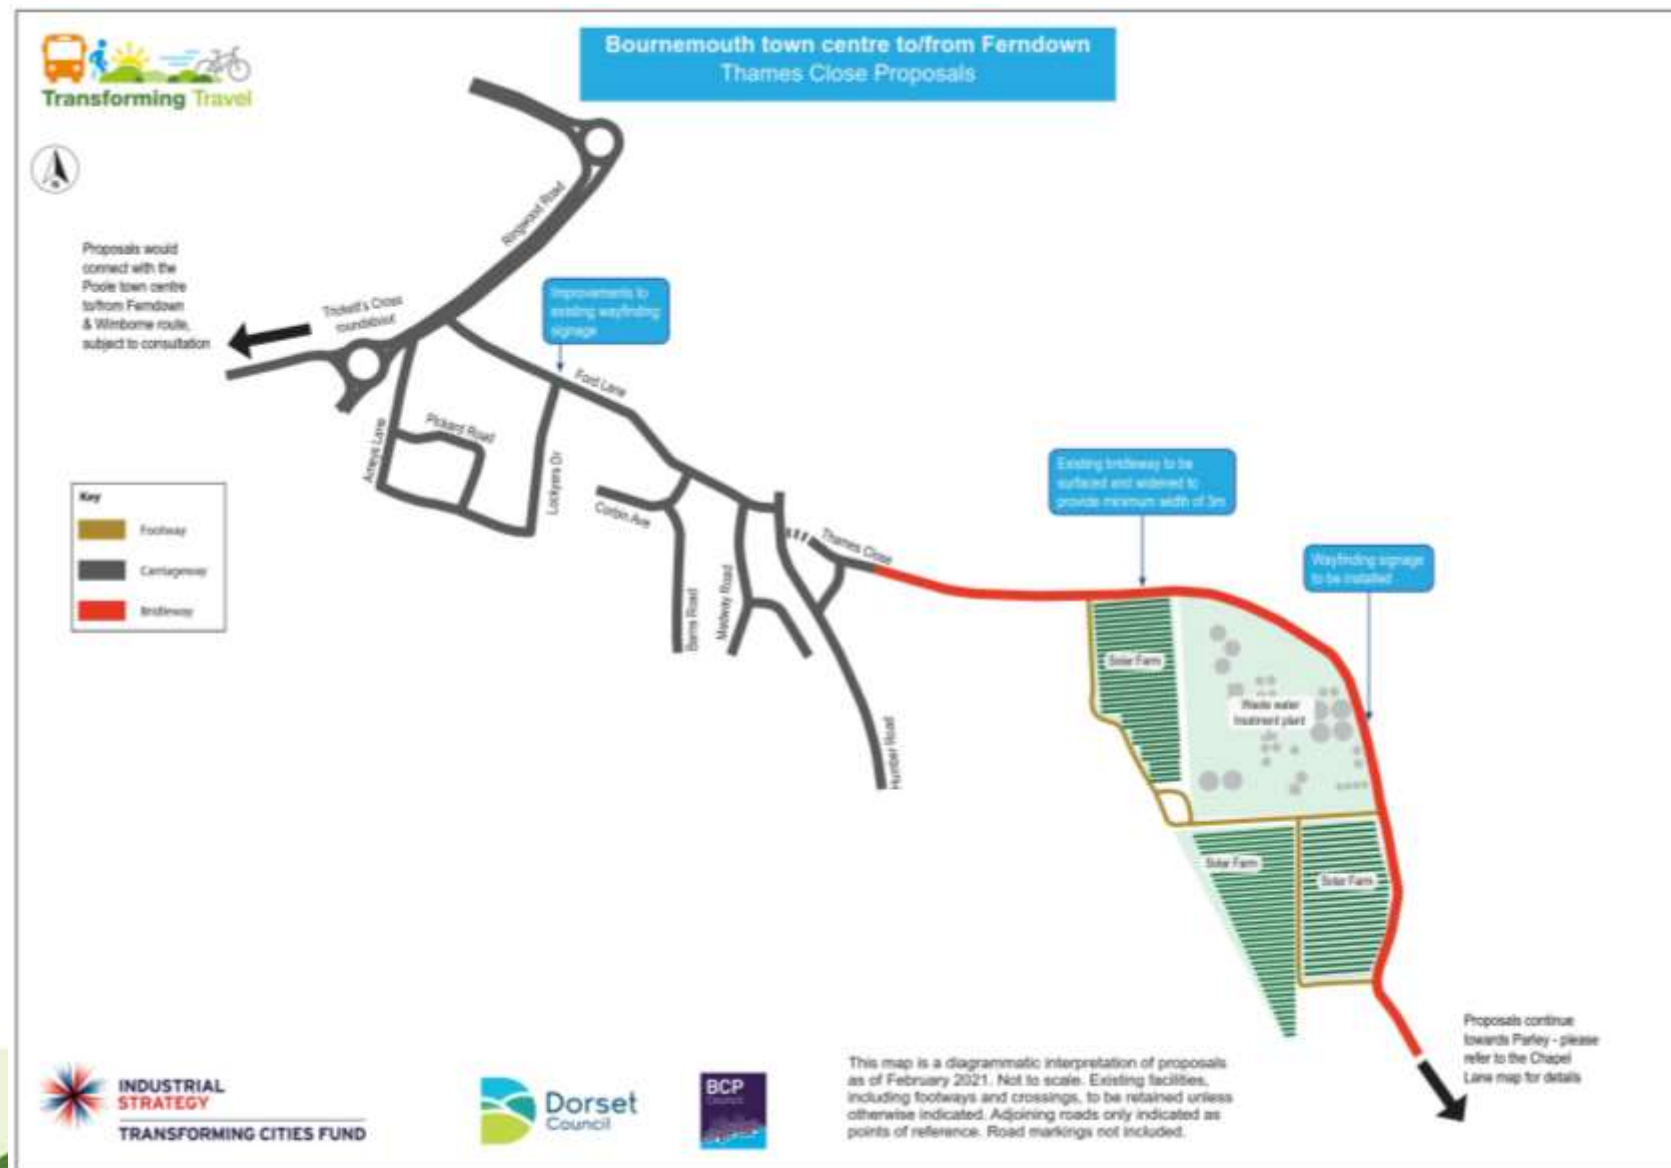 Transforming Travel
Bournemouth town centre to/from Ferndown
Thames Close Proposals
Ringwood Road
Proposals would
connect with the
Poole town centre
to/from Ferndown
& Wimborne route,
subject to consultation
Trickett's Cross
roundabout
Improvements to
existing wayfinding
signage
Ford Lane
Ameys Lane
Pickard Road
Lockyers Dr
Corbin Ave
Barns Road
Medway Road
Thames Close
Humber Road
Key
Footway
Carriageway
Bridleway
Existing bridleway to be
surfaced and widened to
provide minimum width of 3m
Wayfinding signage
to be installed
Solar Farm
Waste water
treatment plant
Solar Farm
Solar Farm
Proposals continue
towards Parley - please
refer to the Chapel
Lane map for details
INDUSTRIAL
STRATEGY
TRANSFORMING CITIES FUND
Dorset
Council
BCP
Council
This map is a diagrammatic interpretation of proposals
as of February 2021. Not to scale. Existing facilities,
including footways and crossings, to be retained unless
otherwise indicated. Adjoining roads only indicated as
points of reference. Road markings not included.